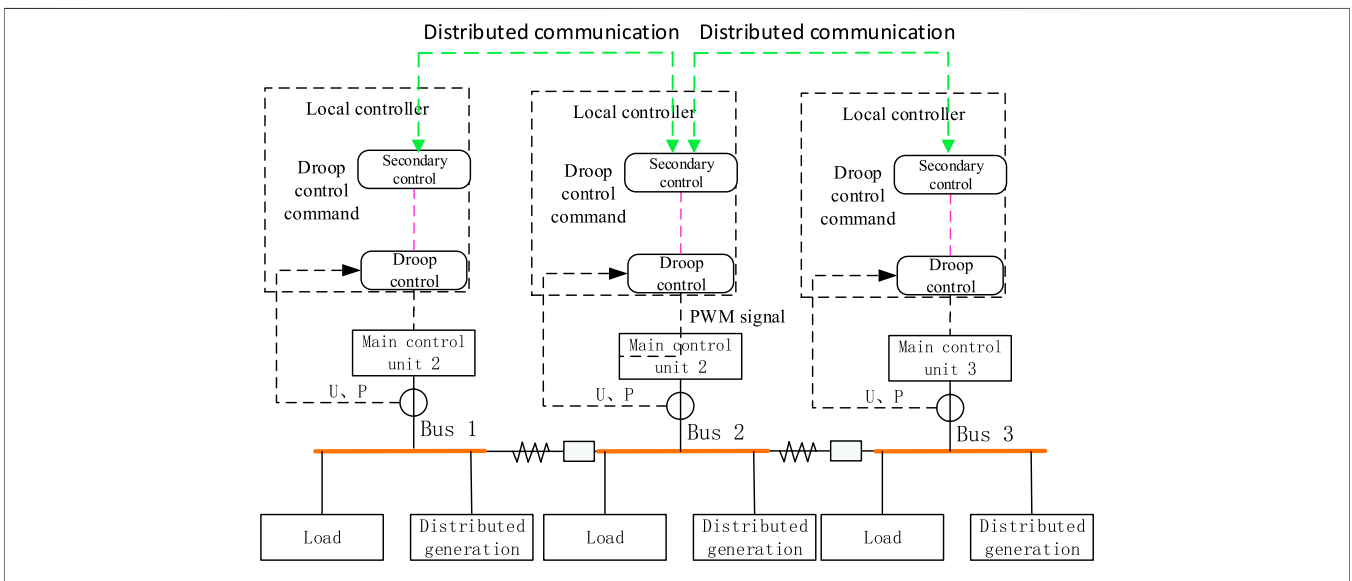 Distributed communication
Distributed communication
Local controller
Local controller
Local controller
Secondary
control
Secondary
control
Secondary
control
Droop
control
command
Droop
control
command
Droop
control
command
Droop
control
Droop
control
Droop
control
PWM signal
Main control
unit 2
Main control
unit 2
Main control
unit 3
U、P
U、P
U、P
Bus 1
Bus 2
Bus 3
Load
Distributed
generation
Load
Distributed
generation
Load
Distributed
generation